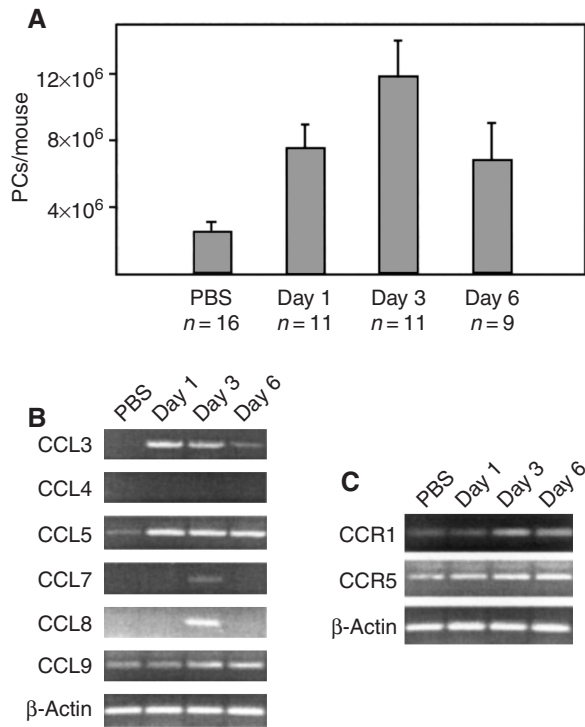 A
PCs/mouse
12×10⁶
8×10⁶
4×10⁶
PBS Day 1 Day 3 Day 6
n = 16 n = 11 n = 11 n = 9
B
PBS Day 1 Day 3 Day 6
CCL3
CCL4
CCL5
CCL7
CCL8
CCL9
β-Actin
C
PBS Day 1 Day 3 Day 6
CCR1
CCR5
β-Actin